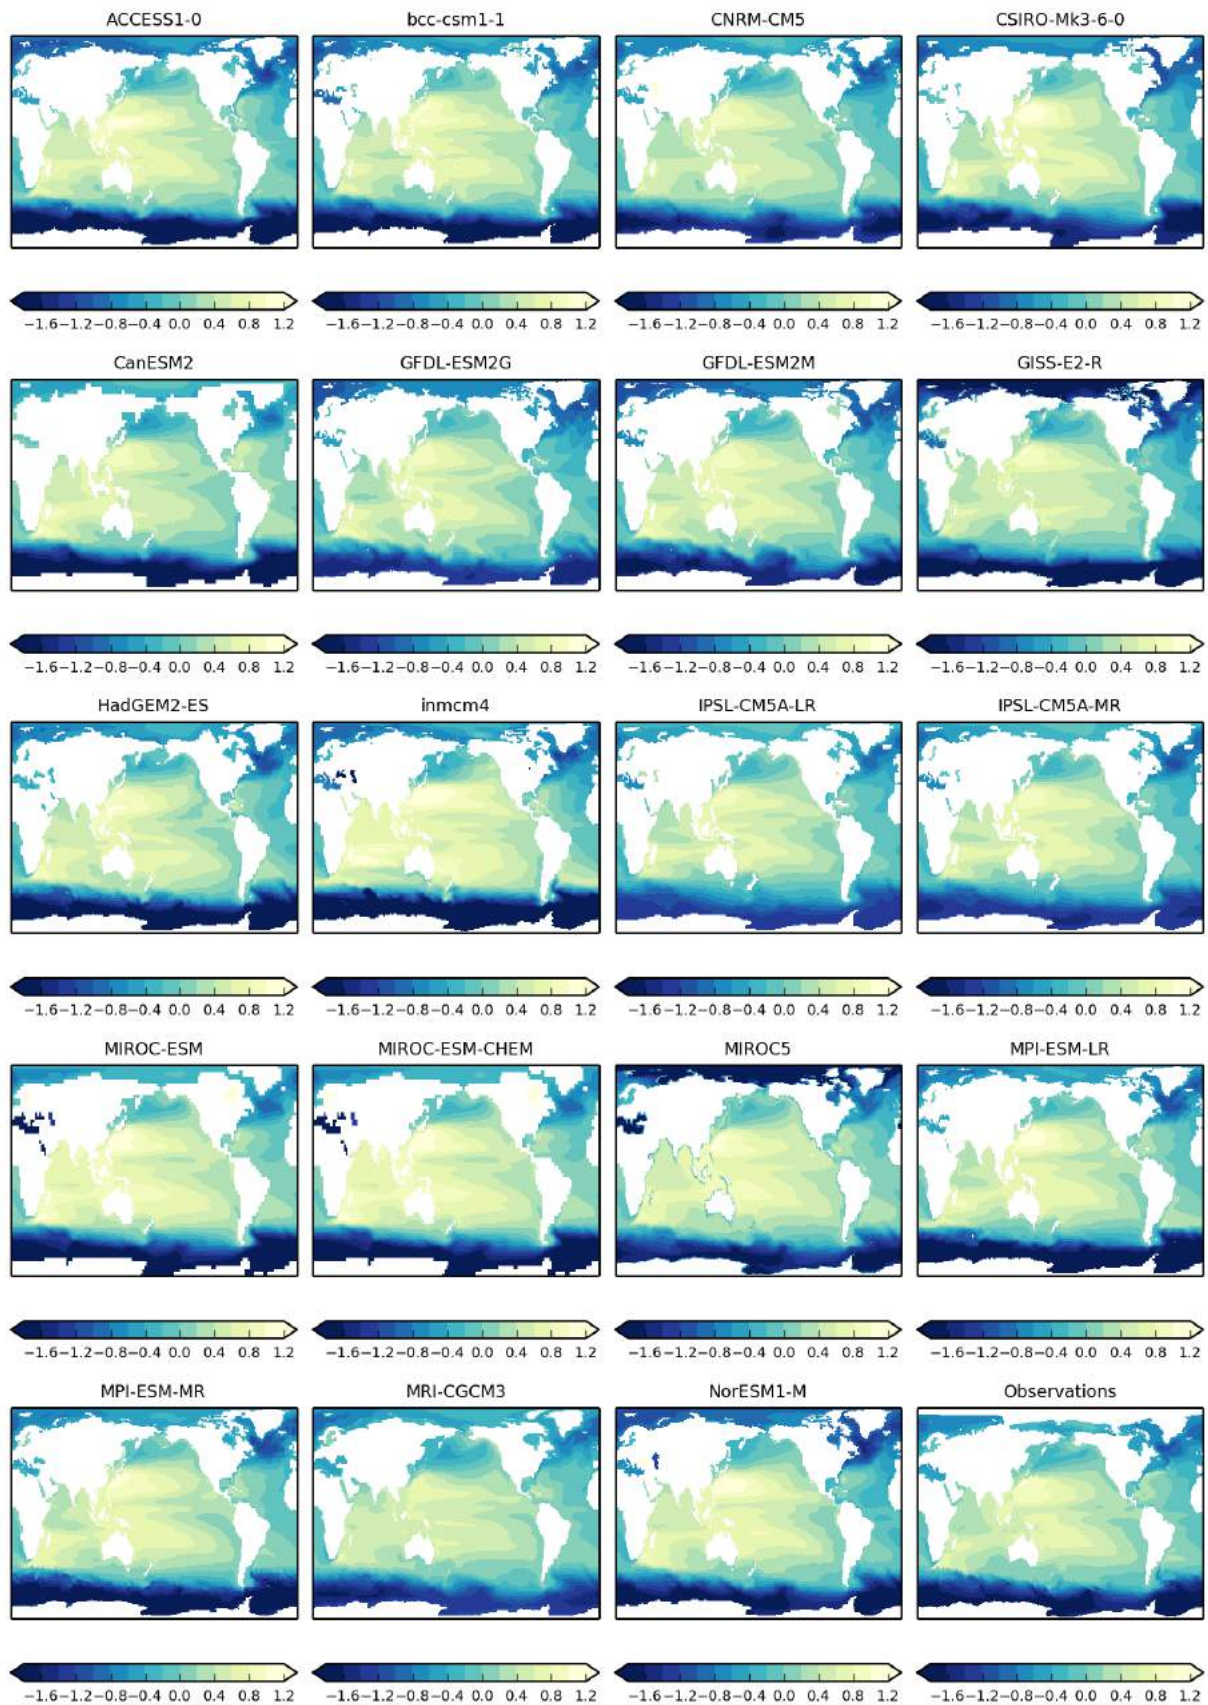 ACCESS1-0 bcc-csm1-1 CNRM-CM5 CSIRO-Mk3-6-0
−1.6−1.2−0.8−0.4 0.0 0.4 0.8 1.2 −1.6−1.2−0.8−0.4 0.0 0.4 0.8 1.2 −1.6−1.2−0.8−0.4 0.0 0.4 0.8 1.2 −1.6−1.2−0.8−0.4 0.0 0.4 0.8 1.2
CanESM2 GFDL-ESM2G GFDL-ESM2M GISS-E2-R
−1.6−1.2−0.8−0.4 0.0 0.4 0.8 1.2 −1.6−1.2−0.8−0.4 0.0 0.4 0.8 1.2 −1.6−1.2−0.8−0.4 0.0 0.4 0.8 1.2 −1.6−1.2−0.8−0.4 0.0 0.4 0.8 1.2
HadGEM2-ES inmcm4 IPSL-CM5A-LR IPSL-CM5A-MR
−1.6−1.2−0.8−0.4 0.0 0.4 0.8 1.2 −1.6−1.2−0.8−0.4 0.0 0.4 0.8 1.2 −1.6−1.2−0.8−0.4 0.0 0.4 0.8 1.2 −1.6−1.2−0.8−0.4 0.0 0.4 0.8 1.2
MIROC-ESM MIROC-ESM-CHEM MIROC5 MPI-ESM-LR
−1.6−1.2−0.8−0.4 0.0 0.4 0.8 1.2 −1.6−1.2−0.8−0.4 0.0 0.4 0.8 1.2 −1.6−1.2−0.8−0.4 0.0 0.4 0.8 1.2 −1.6−1.2−0.8−0.4 0.0 0.4 0.8 1.2
MPI-ESM-MR MRI-CGCM3 NorESM1-M Observations
−1.6−1.2−0.8−0.4 0.0 0.4 0.8 1.2 −1.6−1.2−0.8−0.4 0.0 0.4 0.8 1.2 −1.6−1.2−0.8−0.4 0.0 0.4 0.8 1.2 −1.6−1.2−0.8−0.4 0.0 0.4 0.8 1.2